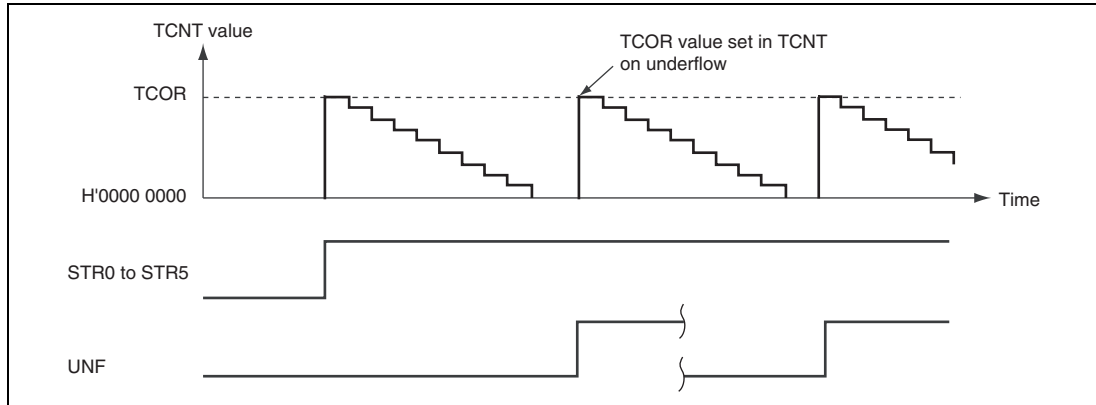 TCNT value
TCOR value set in TCNT
on underflow
TCOR
H'0000 0000
Time
STR0 to STR5
UNF